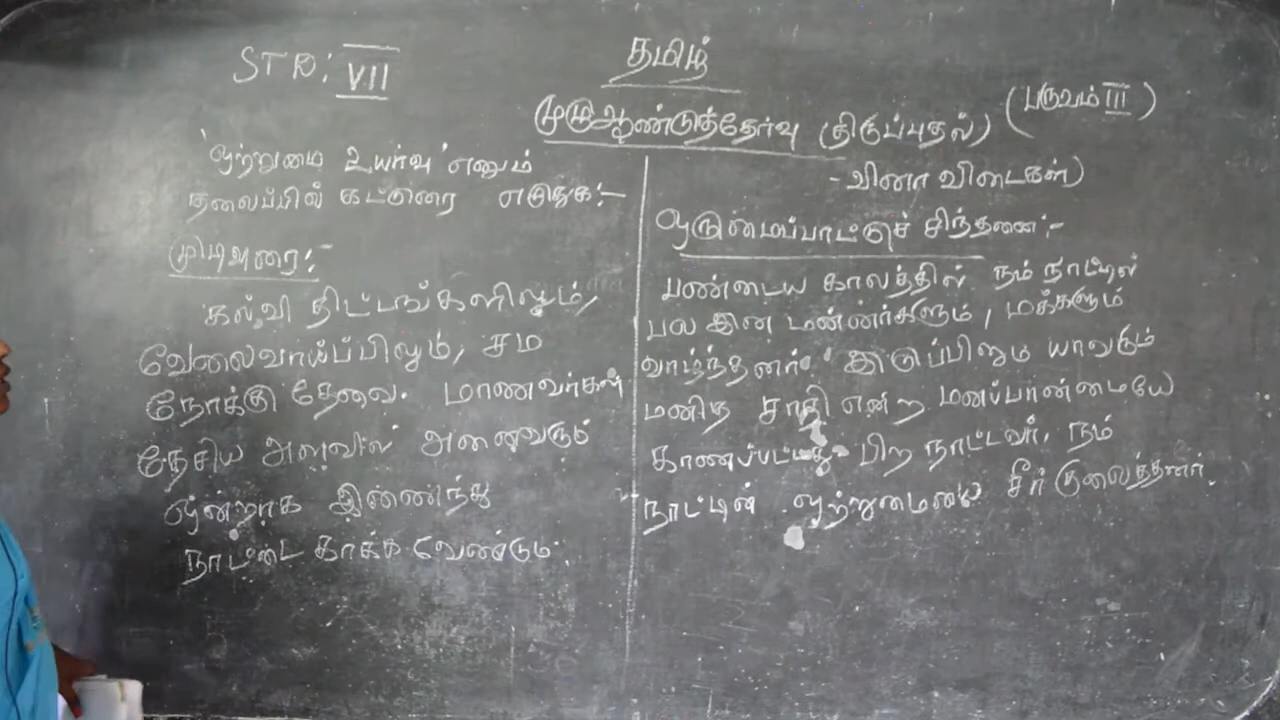 STD: VII
தமிழ்
(பருவம் III)
முழுஆண்டுத்தேர்வு (திருப்புதல்)
- வினா விடைகள்)
'ஒற்றுமை உயர்வு' எனும்
தலைப்பில் கட்டுரை எழுதுக:-
முடிவுரை:-
கல்வி திட்டங்களிலும்,
வேலைவாய்ப்பிலும், சம
நோக்கு தேவை. மாணவர்கள்
தேசிய அளவில் அனைவரும்
ஒன்றாக இணைந்து
நாட்டை காக்க வேண்டும்.
ஒருமைப்பாட்டுச் சிந்தனை:-
பண்டைய காலத்தில் நம் நாட்டில்
பல இன மன்னர்களும், மக்களும்
வாழ்ந்தனர். இருப்பினும் யாவரும்
மனித சாதி என்ற மனப்பான்மையே
காணப்பட்டது பிற நாட்டவர். நம்
நாட்டின் ஒற்றுமையை சீர் குலைத்தனர்.